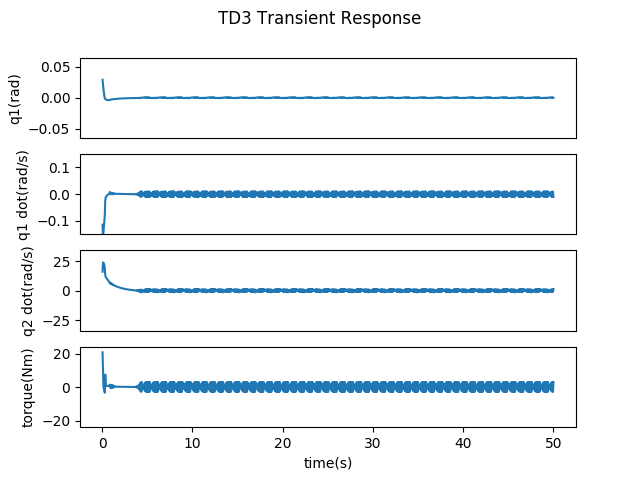 TD3 Transient Response
q1(rad)
0.05
0.00
−0.05
q1 dot(rad/s)
0.1
0.0
−0.1
q2 dot(rad/s)
25
0
−25
torque(Nm)
20
0
−20
0 10 20 30 40 50
time(s)